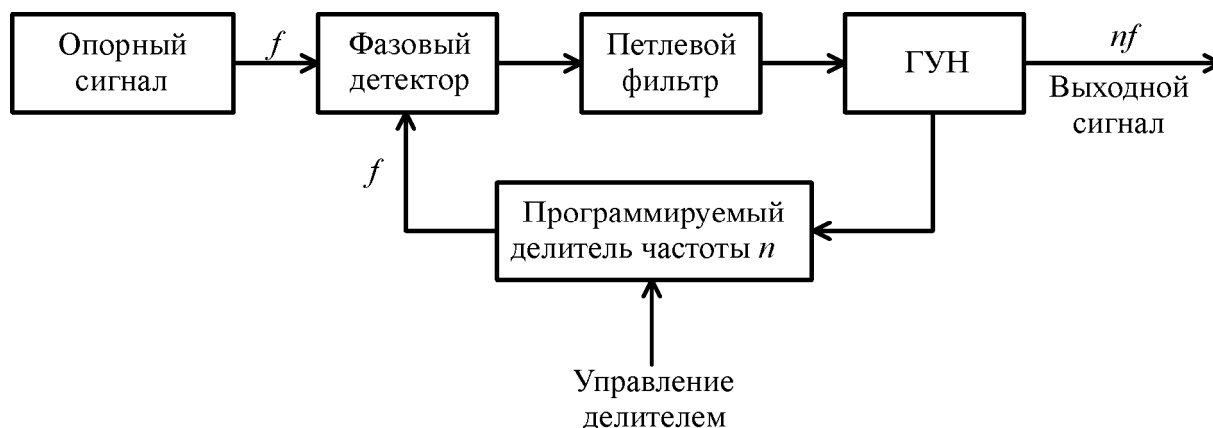 Опорный
сигнал
f
Фазовый
детектор
Петлевой
фильтр
ГУН
nf
Выходной
сигнал
f
Программируемый
делитель частоты n
Управление
делителем